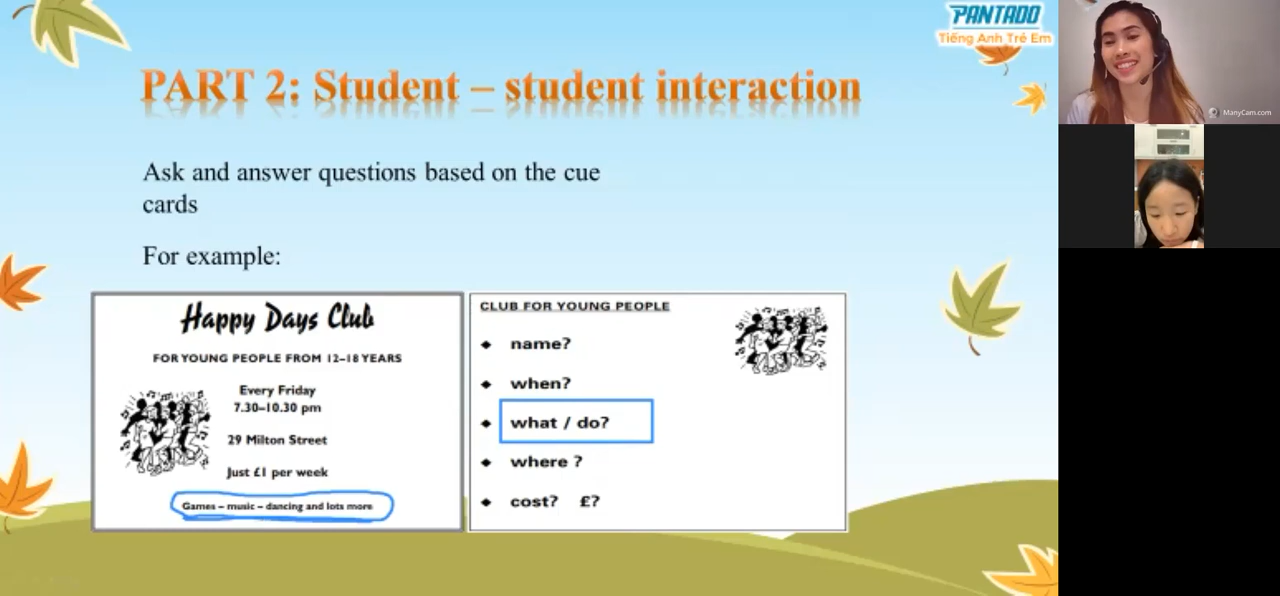 PANTADO
Tiếng Anh Trẻ Em
ManyCam.com
PART 2: Student – student interaction
Ask and answer questions based on the cue
cards
For example:
Happy Days Club
FOR YOUNG PEOPLE FROM 12–18 YEARS
Every Friday
7.30–10.30 pm
29 Milton Street
Just £1 per week
Games – music – dancing and lots more
CLUB FOR YOUNG PEOPLE
◆ name?
◆ when?
◆ what / do?
◆ where ?
◆ cost? £?